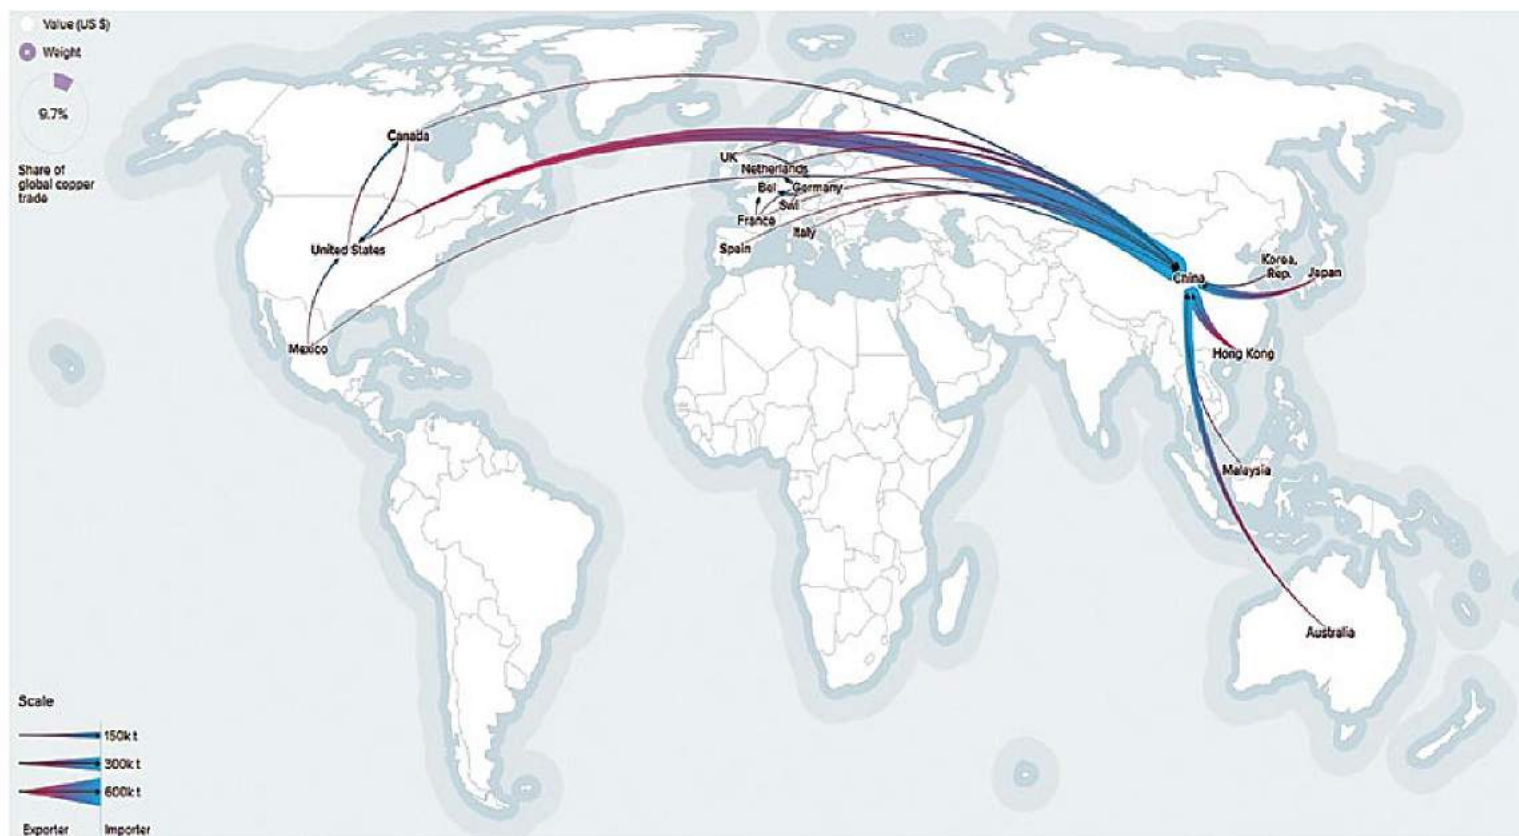 Value (US $)
Weight
9.7%
Share of
global copper
trade
Canada
United States
Mexico
UK
Netherlands
Bel
Germany
Swi
France
Italy
Spain
China
Korea,
Rep.
Japan
Hong Kong
Malaysia
Australia
Scale
150k t
300k t
600k t
Exporter
Importer